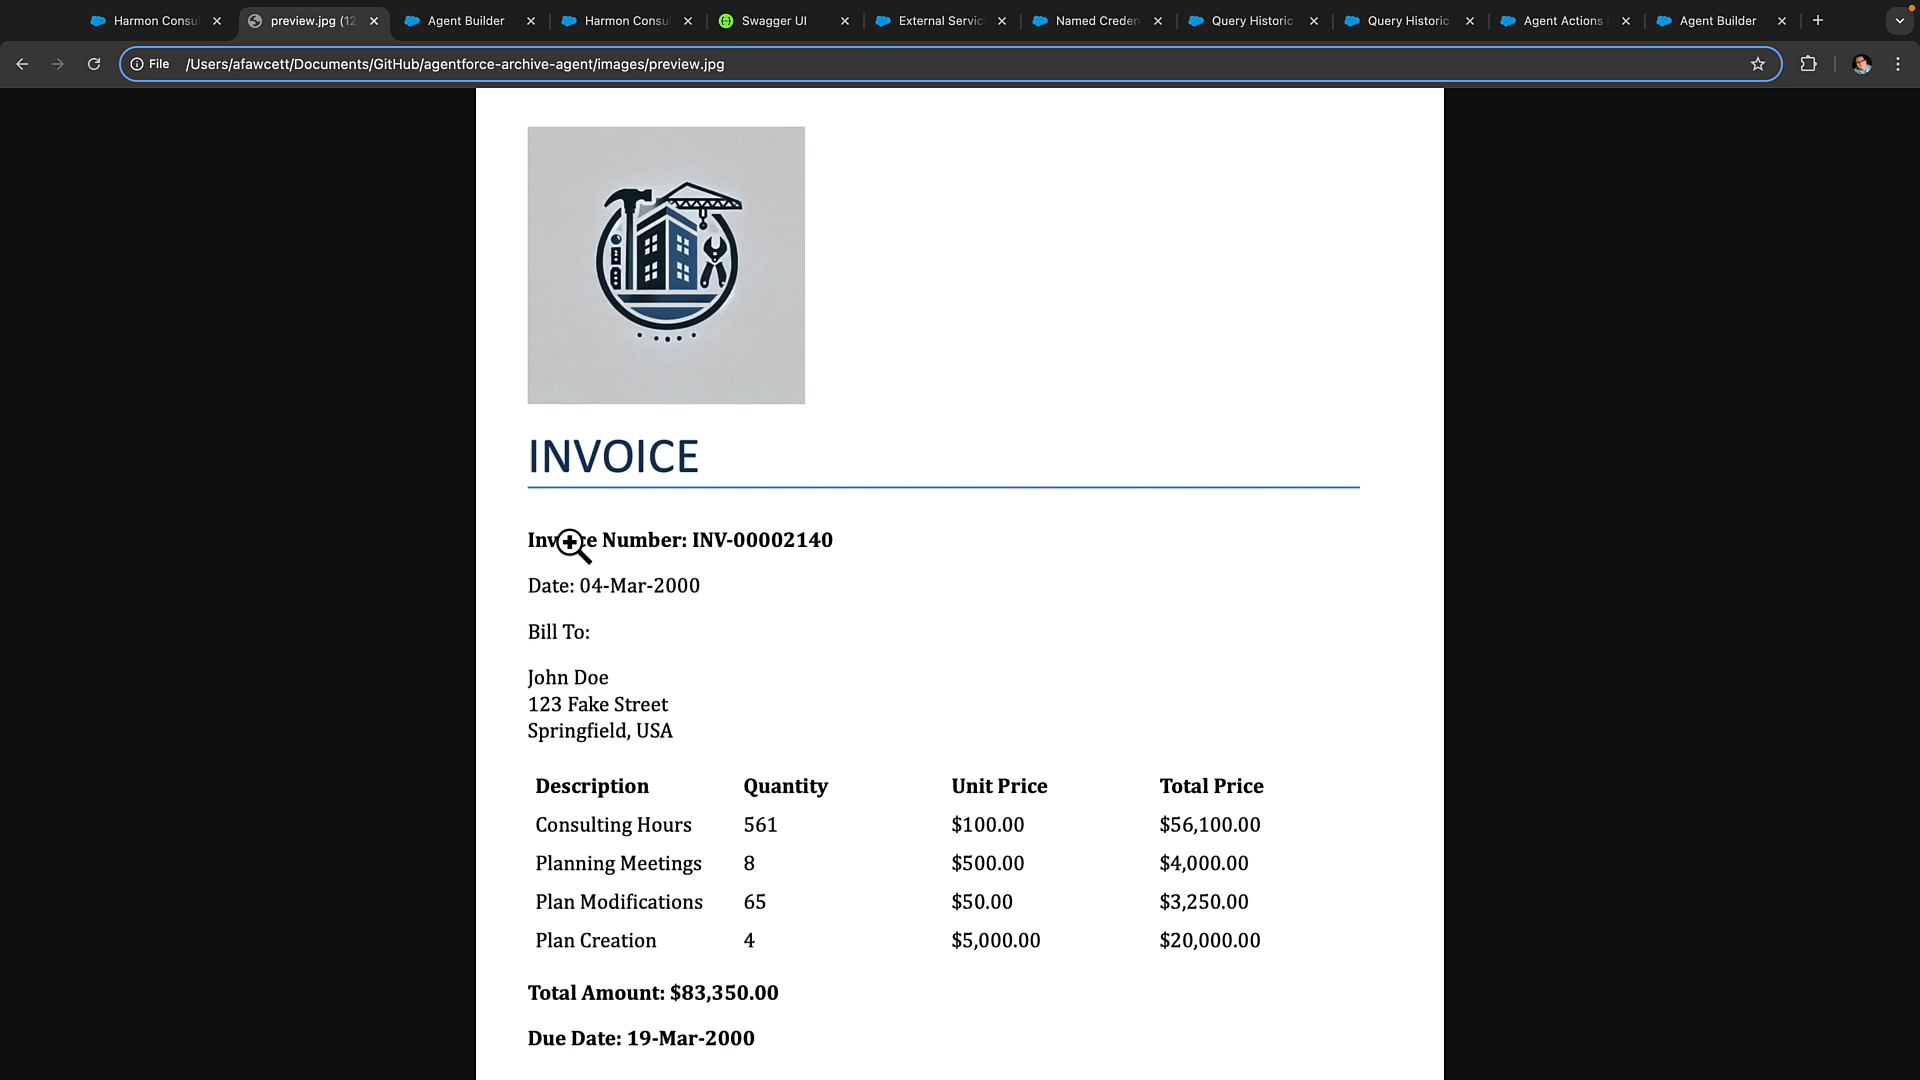 Harmon Consu
preview.jpg (12
Agent Builder
Harmon Consu
Swagger UI
External Servic
Named Creden
Query Historic
Query Historic
Agent Actions
Agent Builder
File /Users/afawcett/Documents/GitHub/agentforce-archive-agent/images/preview.jpg
INVOICE
Invoice Number: INV-00002140
Date: 04-Mar-2000
Bill To:
John Doe
123 Fake Street
Springfield, USA
Description Quantity Unit Price Total Price
Consulting Hours 561 $100.00 $56,100.00
Planning Meetings 8 $500.00 $4,000.00
Plan Modifications 65 $50.00 $3,250.00
Plan Creation 4 $5,000.00 $20,000.00
Total Amount: $83,350.00
Due Date: 19-Mar-2000